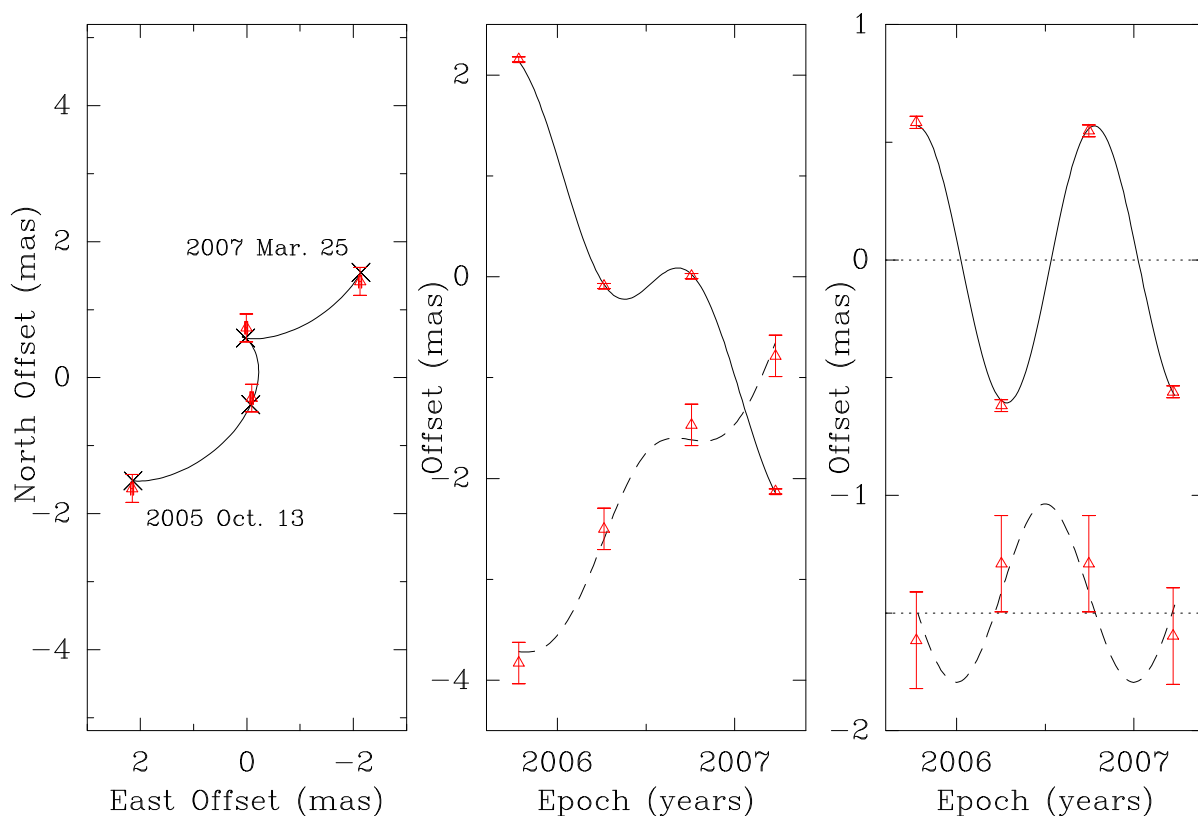 North Offset (mas)
4
2
0
−2
−4
2007 Mar. 25
2005 Oct. 13
2 0 −2
East Offset (mas)
Offset (mas)
2
0
−2
−4
2006 2007
Epoch (years)
Offset (mas)
1
0
−1
−2
2006 2007
Epoch (years)